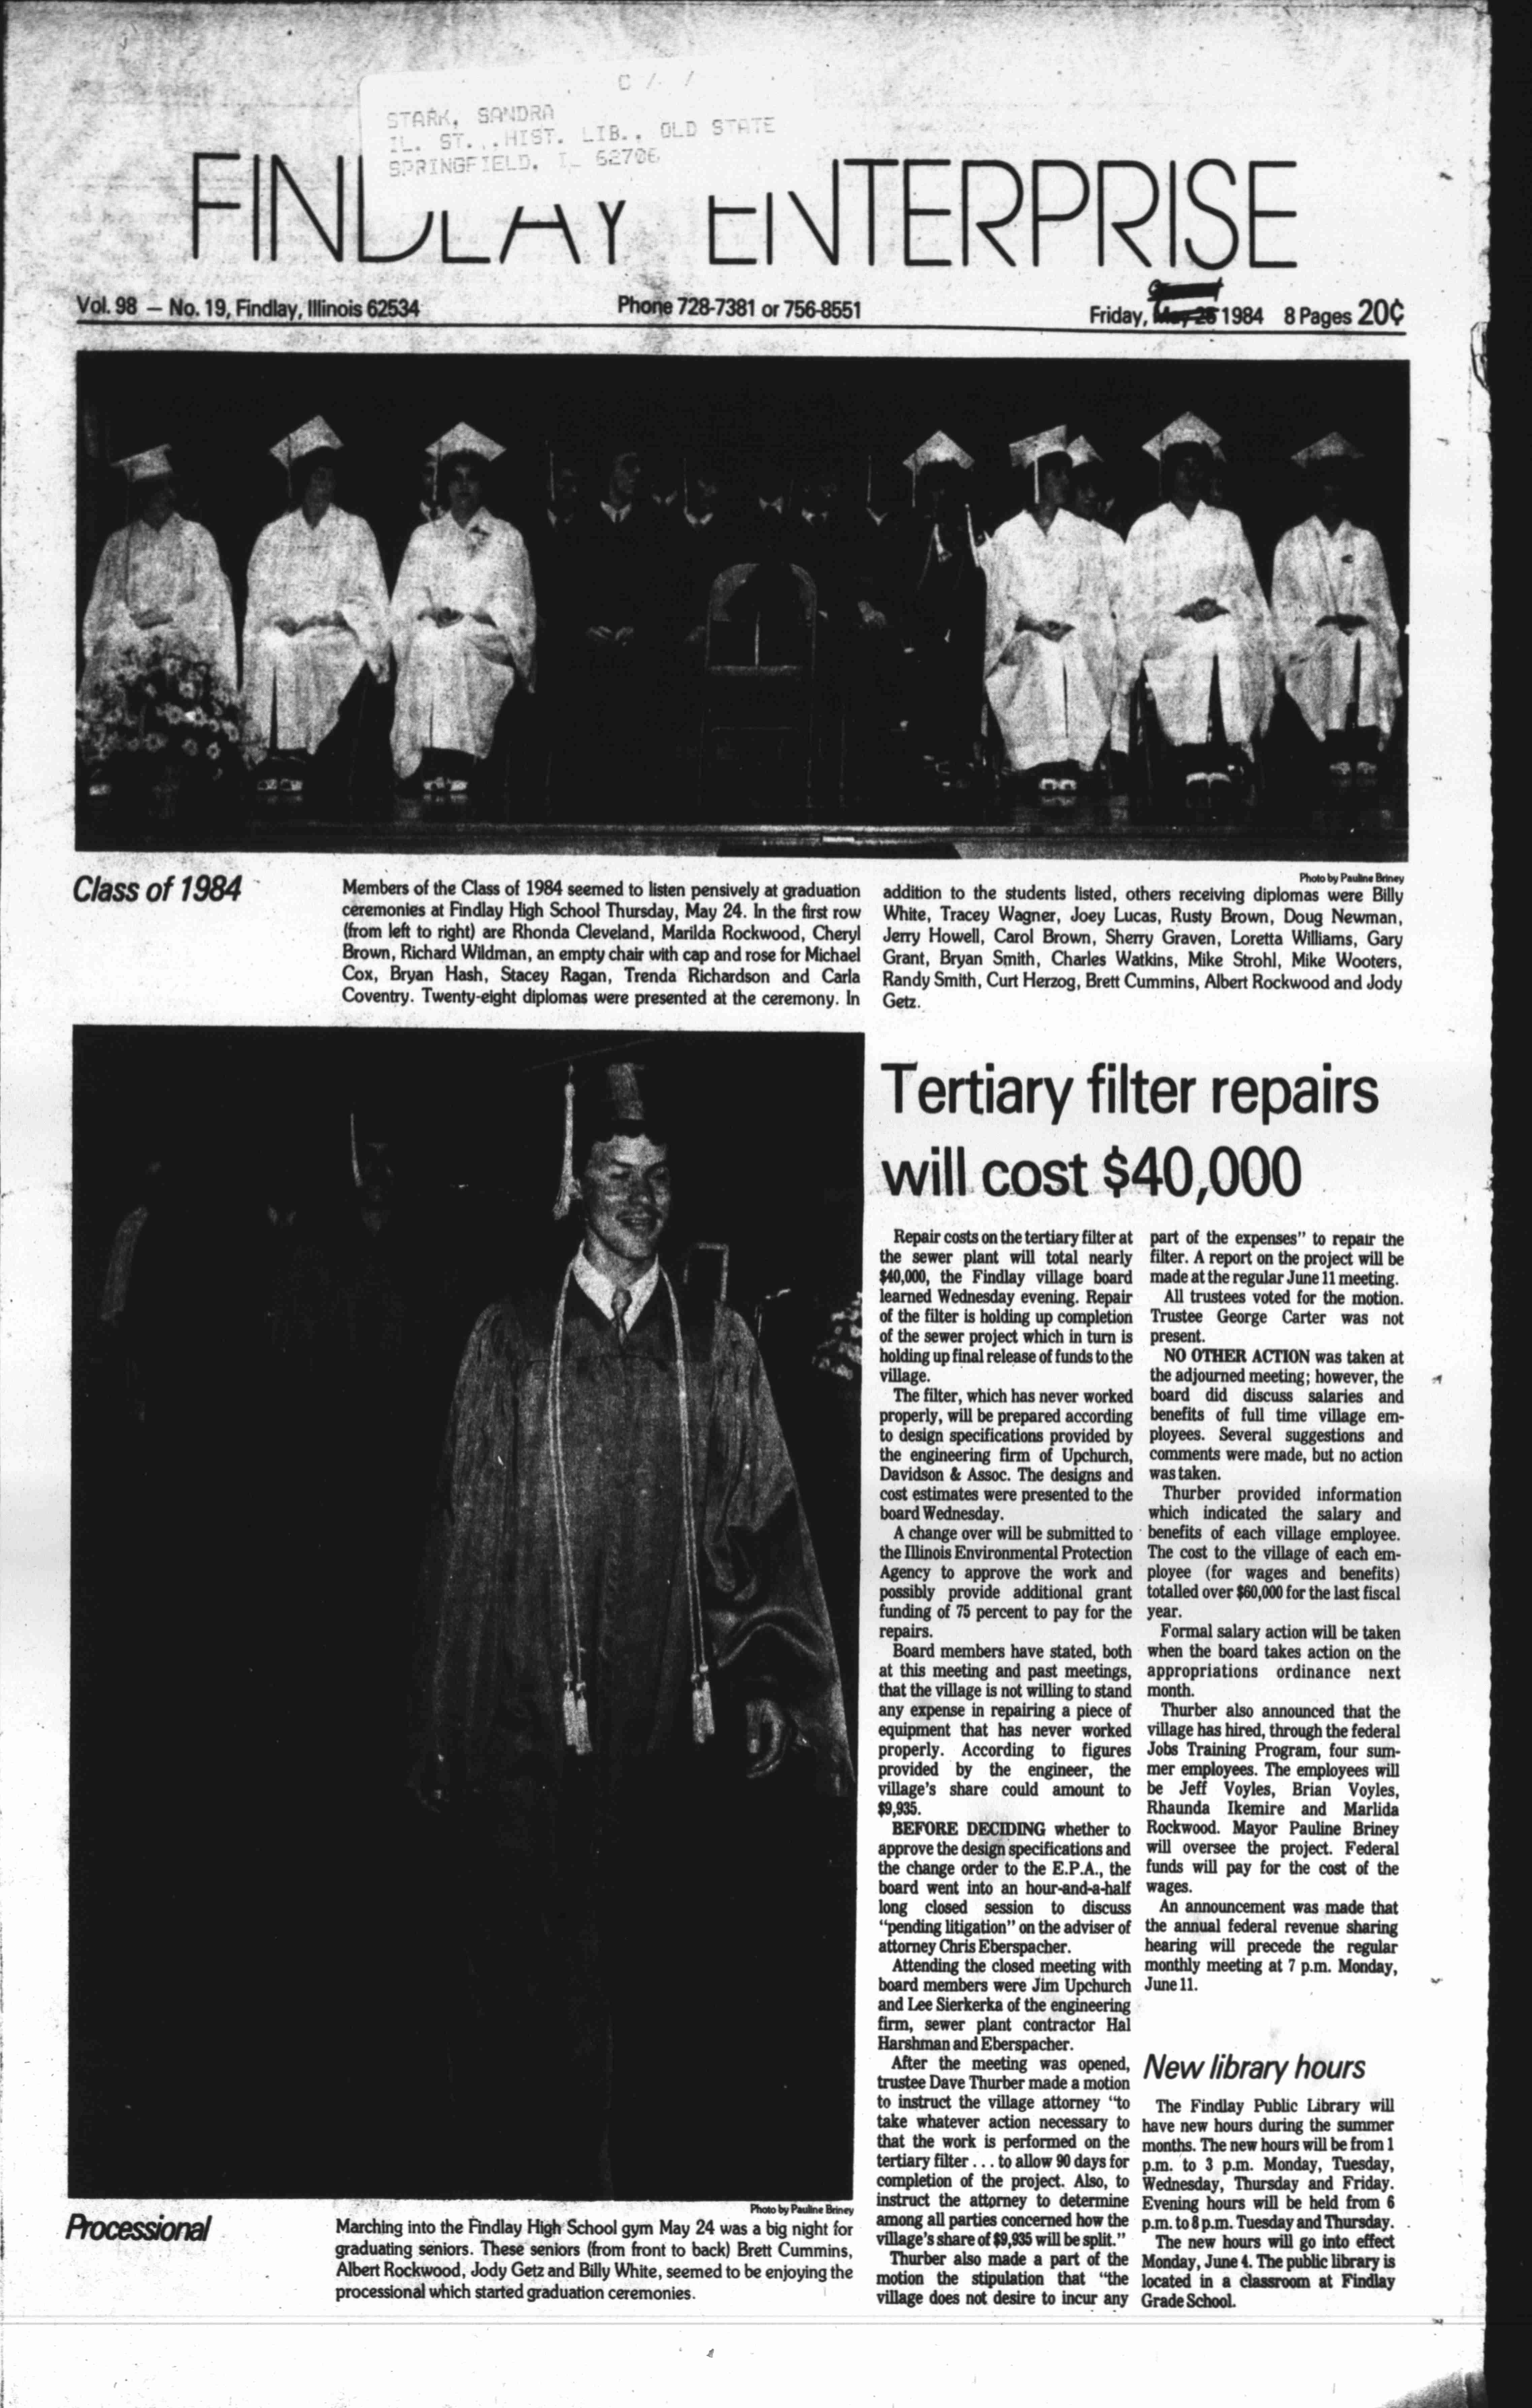 STARK, SANDRA
IL. ST. . .HIST. LIB.. OLD STATE
SPRINGFIELD, IL 62706
FINDLAY ENTERPRISE
Vol. 98 — No. 19, Findlay, Illinois 62534
Phone 728-7381 or 756-8551
Friday, May 25 1984 8 Pages 20¢
Photo by Pauline Briney
Class of 1984
Members of the Class of 1984 seemed to listen pensively at graduation
ceremonies at Findlay High School Thursday, May 24. In the first row
(from left to right) are Rhonda Cleveland, Marilda Rockwood, Cheryl
Brown, Richard Wildman, an empty chair with cap and rose for Michael
Cox, Bryan Hash, Stacey Ragan, Trenda Richardson and Carla
Coventry. Twenty-eight diplomas were presented at the ceremony. In
addition to the students listed, others receiving diplomas were Billy
White, Tracey Wagner, Joey Lucas, Rusty Brown, Doug Newman,
Jerry Howell, Carol Brown, Sherry Graven, Loretta Williams, Gary
Grant, Bryan Smith, Charles Watkins, Mike Strohl, Mike Wooters,
Randy Smith, Curt Herzog, Brett Cummins, Albert Rockwood and Jody
Getz.
Photo by Pauline Briney
Processional
Marching into the Findlay High School gym May 24 was a big night for
graduating seniors. These seniors (from front to back) Brett Cummins,
Albert Rockwood, Jody Getz and Billy White, seemed to be enjoying the
processional which started graduation ceremonies.
Tertiary filter repairs
will cost $40,000
Repair costs on the tertiary filter at
the sewer plant will total nearly
$40,000, the Findlay village board
learned Wednesday evening. Repair
of the filter is holding up completion
of the sewer project which in turn is
holding up final release of funds to the
village.
The filter, which has never worked
properly, will be prepared according
to design specifications provided by
the engineering firm of Upchurch,
Davidson & Assoc. The designs and
cost estimates were presented to the
board Wednesday.
A change over will be submitted to
the Illinois Environmental Protection
Agency to approve the work and
possibly provide additional grant
funding of 75 percent to pay for the
repairs.
Board members have stated, both
at this meeting and past meetings,
that the village is not willing to stand
any expense in repairing a piece of
equipment that has never worked
properly. According to figures
provided by the engineer, the
village's share could amount to
$9,935.
BEFORE DECIDING whether to
approve the design specifications and
the change order to the E.P.A., the
board went into an hour-and-a-half
long closed session to discuss
"pending litigation" on the adviser of
attorney Chris Eberspacher.
Attending the closed meeting with
board members were Jim Upchurch
and Lee Sierkerka of the engineering
firm, sewer plant contractor Hal
Harshman and Eberspacher.
After the meeting was opened,
trustee Dave Thurber made a motion
to instruct the village attorney "to
take whatever action necessary to
that the work is performed on the
tertiary filter . . . to allow 90 days for
completion of the project. Also, to
instruct the attorney to determine
among all parties concerned how the
village's share of $9,935 will be split."
Thurber also made a part of the
motion the stipulation that "the
village does not desire to incur any
part of the expenses" to repair the
filter. A report on the project will be
made at the regular June 11 meeting.
All trustees voted for the motion.
Trustee George Carter was not
present.
NO OTHER ACTION was taken at
the adjourned meeting; however, the
board did discuss salaries and
benefits of full time village em-
ployees. Several suggestions and
comments were made, but no action
was taken.
Thurber provided information
which indicated the salary and
benefits of each village employee.
The cost to the village of each em-
ployee (for wages and benefits)
totalled over $60,000 for the last fiscal
year.
Formal salary action will be taken
when the board takes action on the
appropriations ordinance next
month.
Thurber also announced that the
village has hired, through the federal
Jobs Training Program, four sum-
mer employees. The employees will
be Jeff Voyles, Brian Voyles,
Rhaunda Ikemire and Marlida
Rockwood. Mayor Pauline Briney
will oversee the project. Federal
funds will pay for the cost of the
wages.
An announcement was made that
the annual federal revenue sharing
hearing will precede the regular
monthly meeting at 7 p.m. Monday,
June 11.
New library hours
The Findlay Public Library will
have new hours during the summer
months. The new hours will be from 1
p.m. to 3 p.m. Monday, Tuesday,
Wednesday, Thursday and Friday.
Evening hours will be held from 6
p.m. to 8 p.m. Tuesday and Thursday.
The new hours will go into effect
Monday, June 4. The public library is
located in a classroom at Findlay
Grade School.